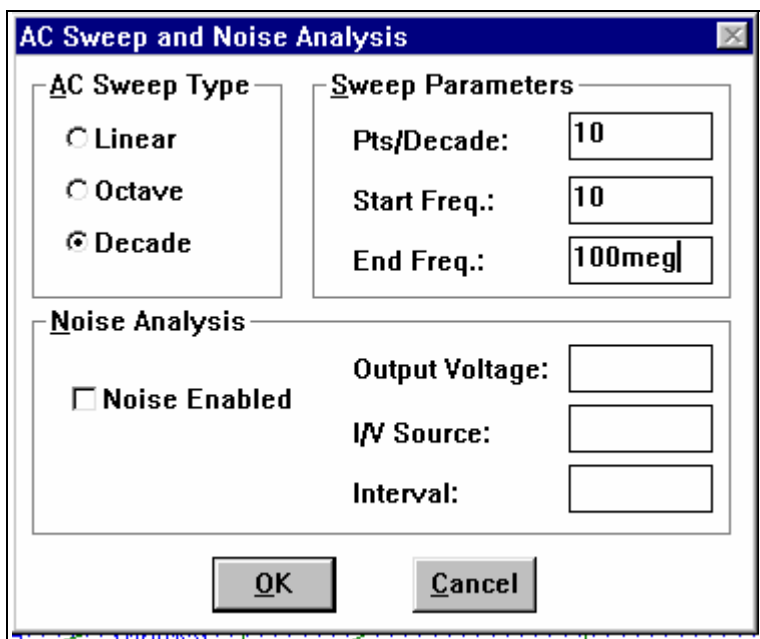 AC Sweep and Noise Analysis
AC Sweep Type
Linear
Octave
Decade
Sweep Parameters
Pts/Decade: 10
Start Freq.: 10
End Freq.: 100meg
Noise Analysis
Noise Enabled
Output Voltage:
I/V Source:
Interval:
OK
Cancel